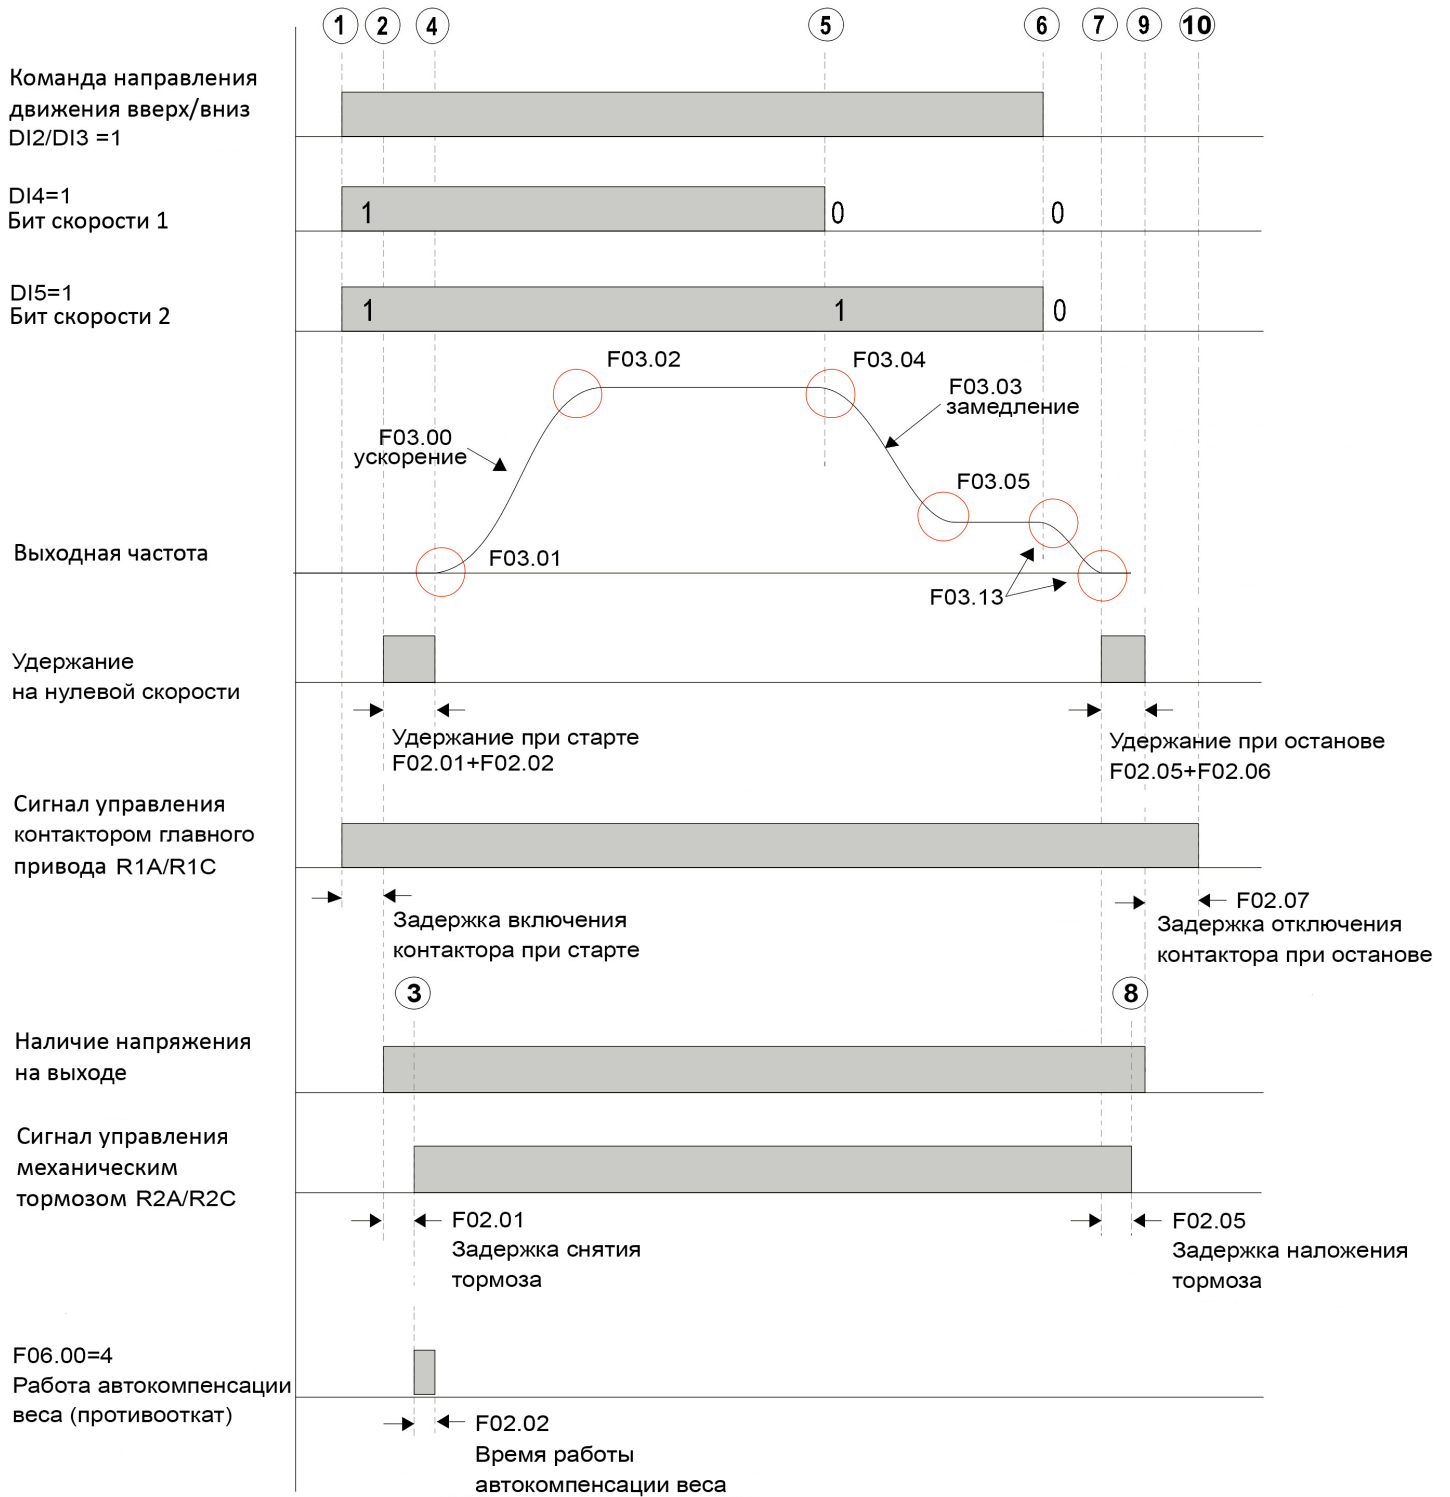 1 2 4 5 6 7 9 10
Команда направления
движения вверх/вниз
DI2/DI3 =1
DI4=1
Бит скорости 1
1 0 0
DI5=1
Бит скорости 2
1 1 0
F03.02
F03.04
F03.03
замедление
F03.00
ускорение
F03.05
Выходная частота
F03.01
F03.13
Удержание
на нулевой скорости
Удержание при старте
F02.01+F02.02
Удержание при останове
F02.05+F02.06
Сигнал управления
контактором главного
привода R1A/R1C
Задержка включения
контактора при старте
F02.07
Задержка отключения
контактора при останове
3 8
Наличие напряжения
на выходе
Сигнал управления
механическим
тормозом R2A/R2C
F02.01
Задержка снятия
тормоза
F02.05
Задержка наложения
тормоза
F06.00=4
Работа автокомпенсации
веса (противооткат)
F02.02
Время работы
автокомпенсации веса